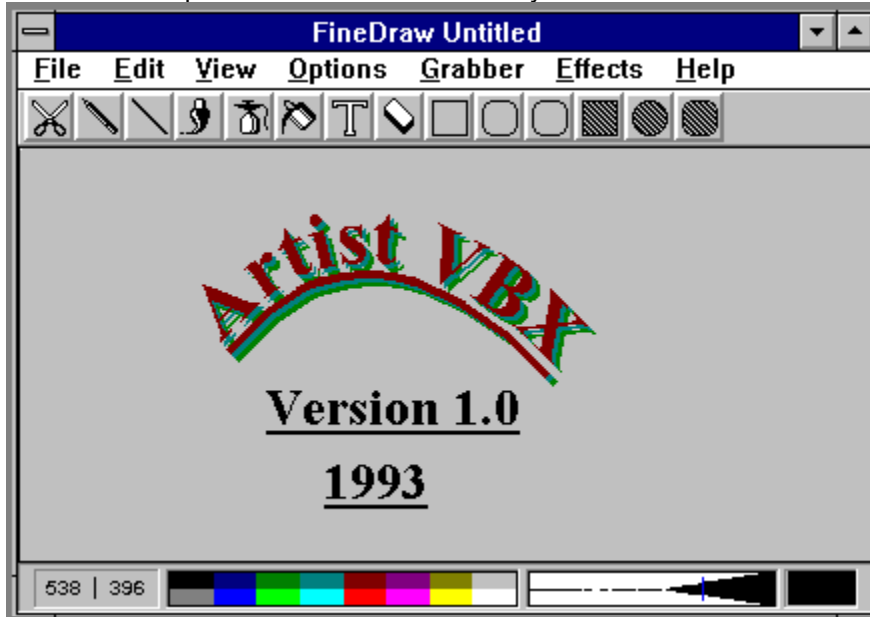 FineDraw Untitled
File Edit View Options Grabber Effects Help
T
Artist VBX
Version 1.0
1993
538 | 396